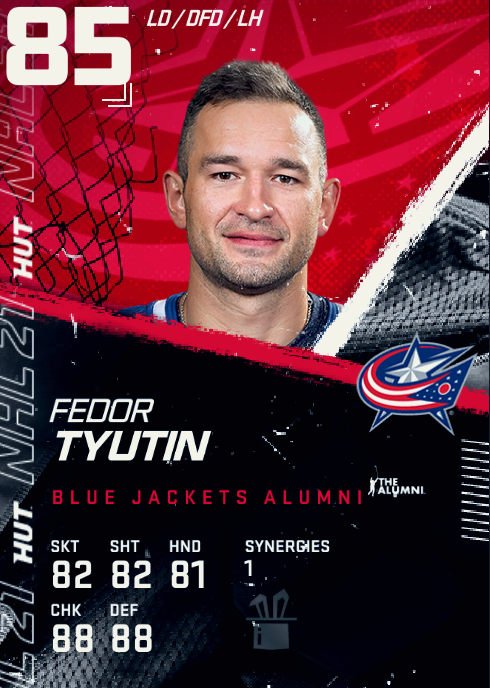 85
LD / DFD / LH
NHL 21 HUT NHL 21 HUT NHL
FEDOR
TYUTIN
BLUE JACKETS ALUMNI
THE
ALUMNI
SKT SHT HND SYNERGIES
82 82 81 1
CHK DEF
88 88